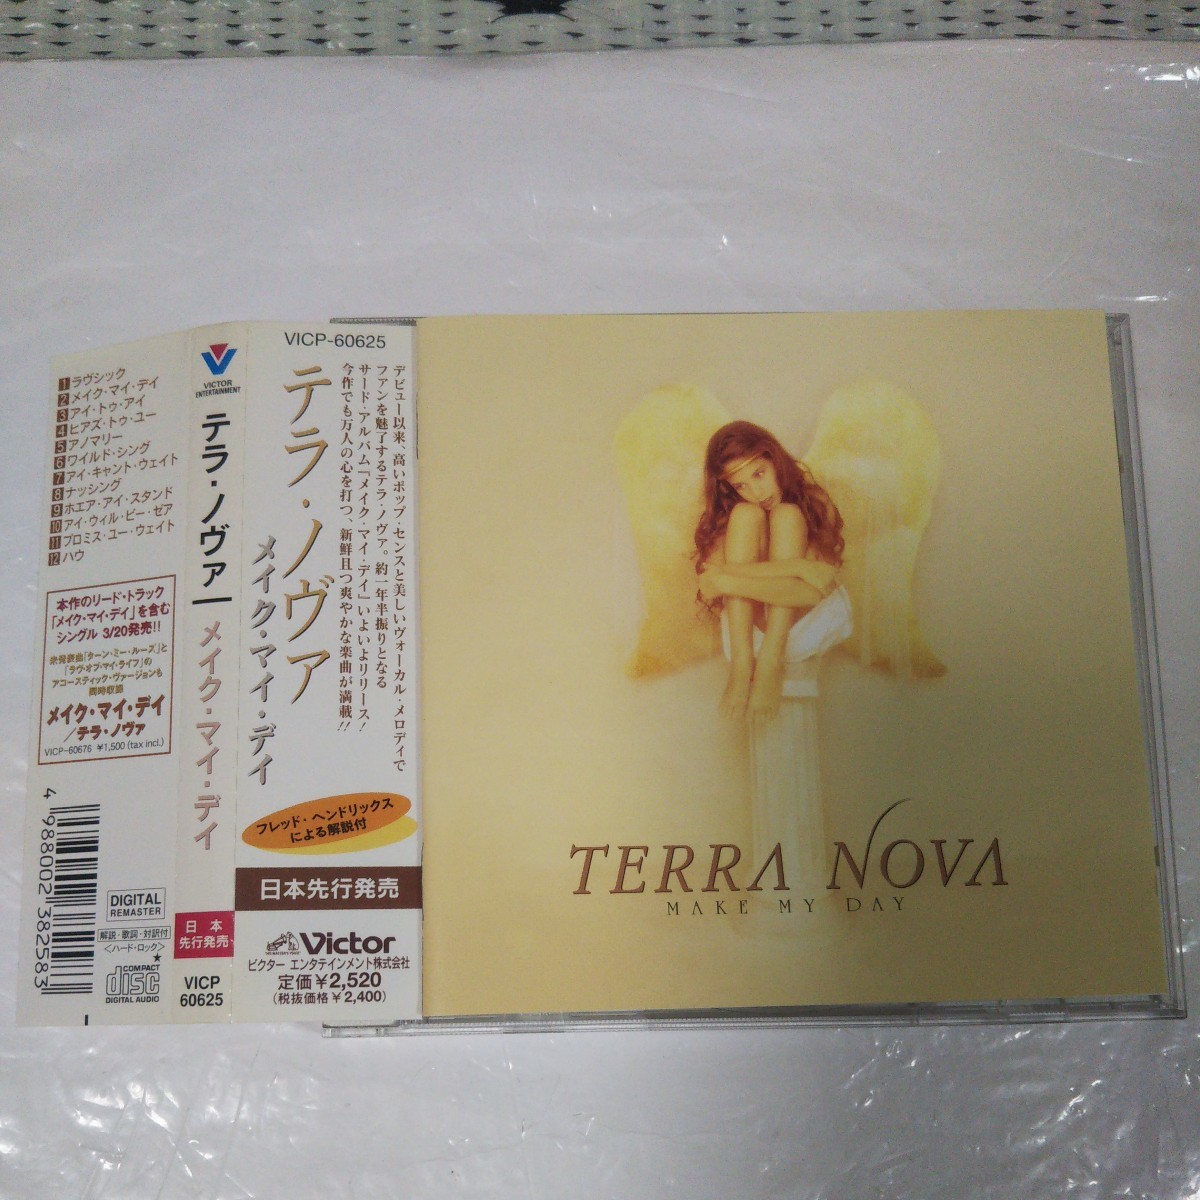 1 ラヴシック
2 メイク・マイ・デイ
3 アイ・トゥ・アイ
4 ヒアズ・トゥ・ユー
5 アノマリー
6 ワイルド・シング
7 アイ・キャント・ウェイト
8 ナッシング
9 ホエア・アイ・スタンド
10 アイ・ウィル・ビー・ゼア
11 プロミス・ユー・ウェイト
12 ハウ
本作のリード・トラック
「メイク・マイ・デイ」を含む
シングル 3/20発売!!
未発表曲「ターン・ミー・ルーズ」と
「ラヴ・オブ・マイ・ライフ」の
アコースティック・ヴァージョンも
同時収録
メイク・マイ・デイ
/テラ・ノヴァ
VICP-60676 ¥1,500 (tax incl.)
4 988002 382583
DIGITAL
REMASTER
解説・歌詞・対訳付
<ハード・ロック>
★
COMPACT
disc
DIGITAL AUDIO
VICTOR
ENTERTAINMENT
テラ・ノヴァ
メイク・マイ・デイ
日本
先行発売
VICP
60625
VICP-60625
デビュー以来、高いポップ・センスと美しいヴォーカル・メロディで
ファンを魅了するテラ・ノヴァ。約一年半振りとなる
サード・アルバム『メイク・マイ・デイ』いよいよリリース!
今作でも万人の心を打つ、新鮮且つ爽やかな楽曲が満載!!
テラ・ノヴァ
メイク・マイ・デイ
フレッド・ヘンドリックス
による解説付
日本先行発売
Victor
ビクター エンタテインメント株式会社
定価¥2,520
(税抜価格¥2,400)
TERRA NOVA
MAKE MY DAY